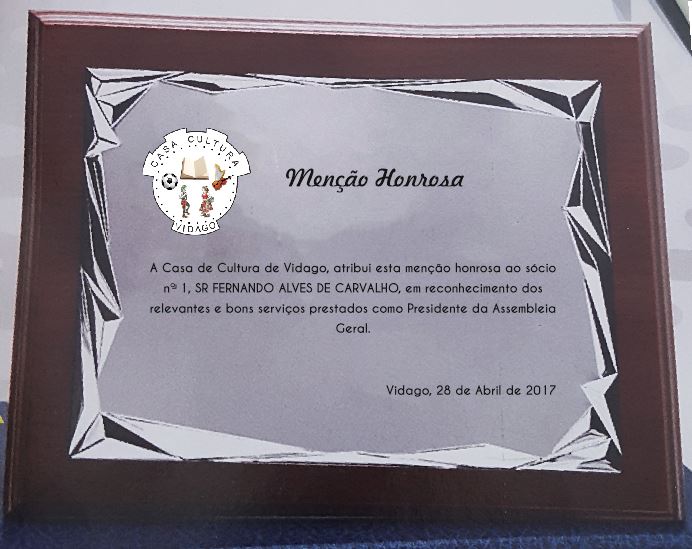 CASA CULTURA
VIDAGO
Menção Honrosa
A Casa de Cultura de Vidago, atribui esta menção honrosa ao sócio
nª 1, SR FERNANDO ALVES DE CARVALHO, em reconhecimento dos
relevantes e bons serviços prestados como Presidente da Assembleia
Geral.
Vidago, 28 de Abril de 2017